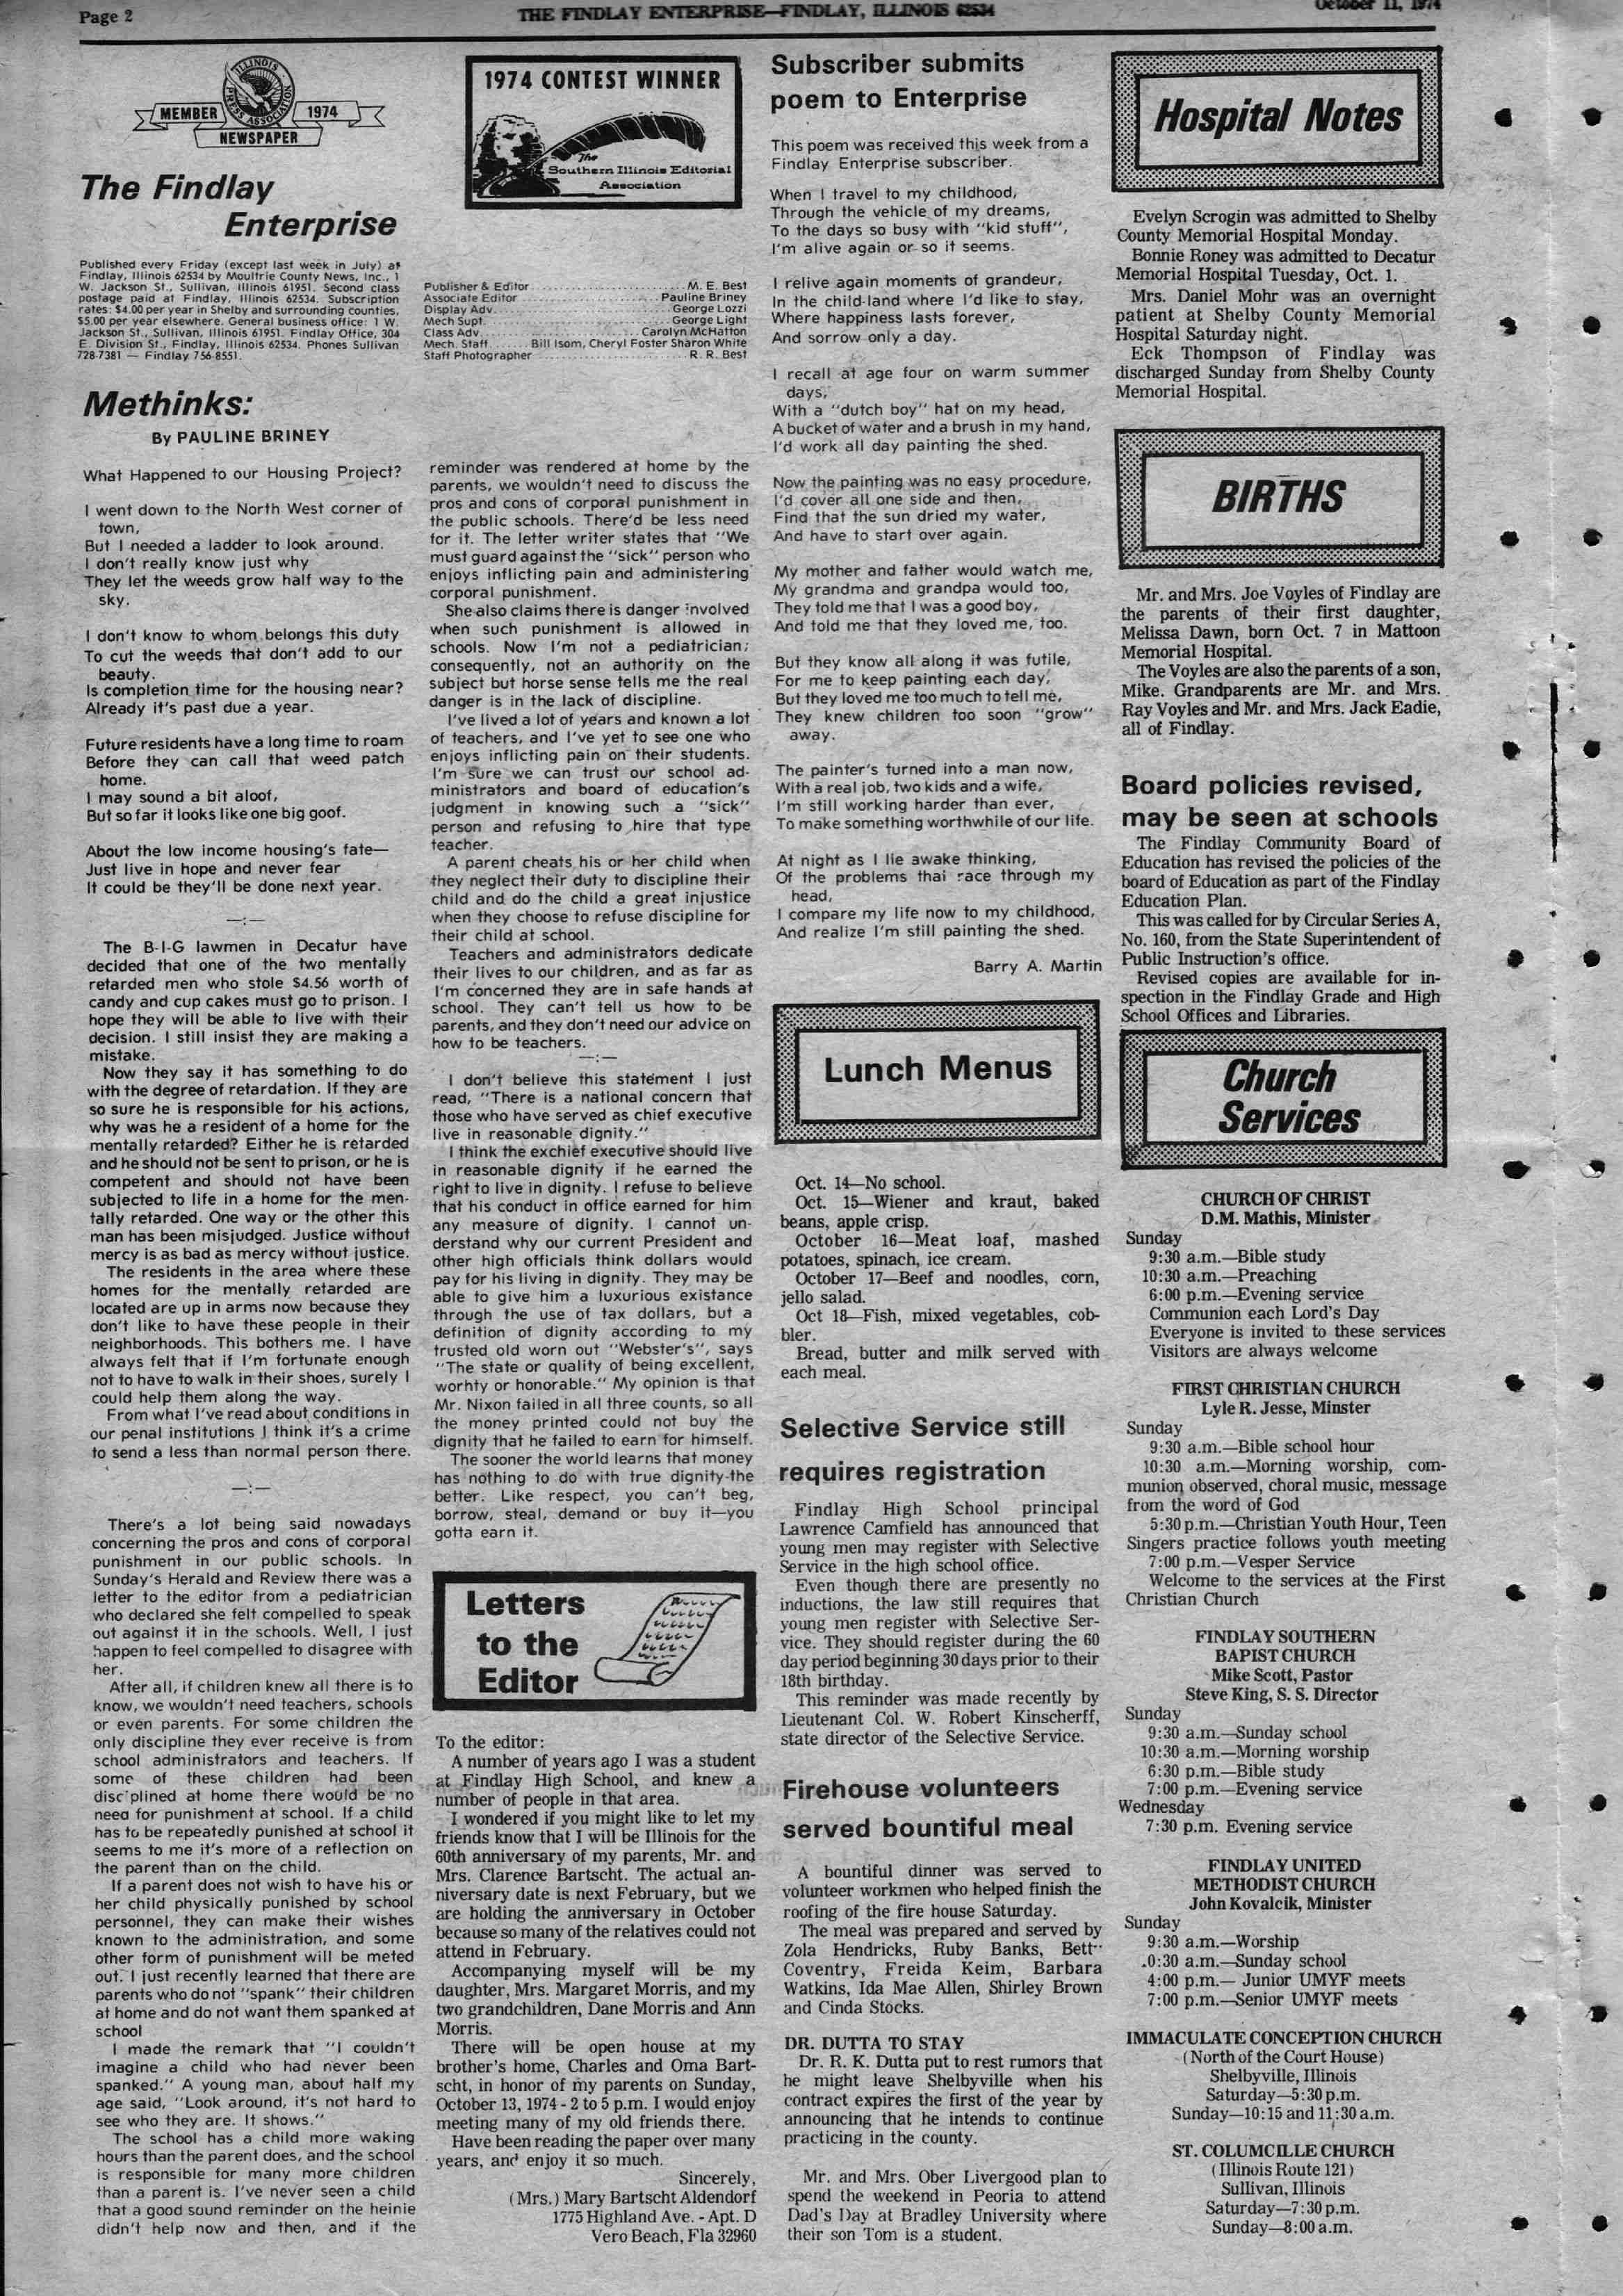 Page 2
THE FINDLAY ENTERPRISE—FINDLAY, ILLINOIS 62534
October 11, 1974
ILLINOIS
PRESS ASSOCIATION
MEMBER
1974
NEWSPAPER
The Findlay
Enterprise
Published every Friday (except last week in July) at
Findlay, Illinois 62534 by Moultrie County News, Inc., 1
W. Jackson St., Sullivan, Illinois 61951. Second class
postage paid at Findlay, Illinois 62534. Subscription
rates: $4.00 per year in Shelby and surrounding counties,
$5.00 per year elsewhere. General business office: 1 W.
Jackson St., Sullivan, Illinois 61951. Findlay Office, 304
E. Division St., Findlay, Illinois 62534. Phones Sullivan
728-7381 — Findlay 756-8551.
1974 CONTEST WINNER
The
Southern Illinois Editorial
Association
Publisher & Editor M. E. Best
Associate Editor Pauline Briney
Display Adv. George Lozzi
Mech Supt. George Light
Class Adv. Carolyn McHatton
Mech. Staff Bill Isom, Cheryl Foster Sharon White
Staff Photographer R. R. Best
Methinks:
By PAULINE BRINEY
What Happened to our Housing Project?
I went down to the North West corner of
town,
But I needed a ladder to look around.
I don't really know just why
They let the weeds grow half way to the
sky.
I don't know to whom belongs this duty
To cut the weeds that don't add to our
beauty.
Is completion time for the housing near?
Already it's past due a year.
Future residents have a long time to roam
Before they can call that weed patch
home.
I may sound a bit aloof,
But so far it looks like one big goof.
About the low income housing's fate—
Just live in hope and never fear
It could be they'll be done next year.
—:—
The B-I-G lawmen in Decatur have
decided that one of the two mentally
retarded men who stole $4.56 worth of
candy and cup cakes must go to prison. I
hope they will be able to live with their
decision. I still insist they are making a
mistake.
Now they say it has something to do
with the degree of retardation. If they are
so sure he is responsible for his actions,
why was he a resident of a home for the
mentally retarded? Either he is retarded
and he should not be sent to prison, or he is
competent and should not have been
subjected to life in a home for the men-
tally retarded. One way or the other this
man has been misjudged. Justice without
mercy is as bad as mercy without justice.
The residents in the area where these
homes for the mentally retarded are
located are up in arms now because they
don't like to have these people in their
neighborhoods. This bothers me. I have
always felt that if I'm fortunate enough
not to have to walk in their shoes, surely I
could help them along the way.
From what I've read about conditions in
our penal institutions I think it's a crime
to send a less than normal person there.
—:—
There's a lot being said nowadays
concerning the pros and cons of corporal
punishment in our public schools. In
Sunday's Herald and Review there was a
letter to the editor from a pediatrician
who declared she felt compelled to speak
out against it in the schools. Well, I just
happen to feel compelled to disagree with
her.
After all, if children knew all there is to
know, we wouldn't need teachers, schools
or even parents. For some children the
only discipline they ever receive is from
school administrators and teachers. If
some of these children had been
disc'plined at home there would be no
need for punishment at school. If a child
has to be repeatedly punished at school it
seems to me it's more of a reflection on
the parent than on the child.
If a parent does not wish to have his or
her child physically punished by school
personnel, they can make their wishes
known to the administration, and some
other form of punishment will be meted
out. I just recently learned that there are
parents who do not "spank" their children
at home and do not want them spanked at
school
I made the remark that "I couldn't
imagine a child who had never been
spanked." A young man, about half my
age said, "Look around, it's not hard to
see who they are. It shows."
The school has a child more waking
hours than the parent does, and the school
is responsible for many more children
than a parent is. I've never seen a child
that a good sound reminder on the heinie
didn't help now and then, and if the
reminder was rendered at home by the
parents, we wouldn't need to discuss the
pros and cons of corporal punishment in
the public schools. There'd be less need
for it. The letter writer states that "We
must guard against the "sick" person who
enjoys inflicting pain and administering
corporal punishment.
She also claims there is danger involved
when such punishment is allowed in
schools. Now I'm not a pediatrician;
consequently, not an authority on the
subject but horse sense tells me the real
danger is in the lack of discipline.
I've lived a lot of years and known a lot
of teachers, and I've yet to see one who
enjoys inflicting pain on their students.
I'm sure we can trust our school ad-
ministrators and board of education's
judgment in knowing such a "sick"
person and refusing to hire that type
teacher.
A parent cheats his or her child when
they neglect their duty to discipline their
child and do the child a great injustice
when they choose to refuse discipline for
their child at school.
Teachers and administrators dedicate
their lives to our children, and as far as
I'm concerned they are in safe hands at
school. They can't tell us how to be
parents, and they don't need our advice on
how to be teachers.
—:—
I don't believe this statement I just
read, "There is a national concern that
those who have served as chief executive
live in reasonable dignity."
I think the exchief executive should live
in reasonable dignity if he earned the
right to live in dignity. I refuse to believe
that his conduct in office earned for him
any measure of dignity. I cannot un-
derstand why our current President and
other high officials think dollars would
pay for his living in dignity. They may be
able to give him a luxurious existance
through the use of tax dollars, but a
definition of dignity according to my
trusted old worn out "Webster's", says
"The state or quality of being excellent,
worhty or honorable." My opinion is that
Mr. Nixon failed in all three counts, so all
the money printed could not buy the
dignity that he failed to earn for himself.
The sooner the world learns that money
has nothing to do with true dignity-the
better. Like respect, you can't beg,
borrow, steal, demand or buy it—you
gotta earn it.
Letters
to the
Editor
To the editor:
A number of years ago I was a student
at Findlay High School, and knew a
number of people in that area.
I wondered if you might like to let my
friends know that I will be Illinois for the
60th anniversary of my parents, Mr. and
Mrs. Clarence Bartscht. The actual an-
niversary date is next February, but we
are holding the anniversary in October
because so many of the relatives could not
attend in February.
Accompanying myself will be my
daughter, Mrs. Margaret Morris, and my
two grandchildren, Dane Morris and Ann
Morris.
There will be open house at my
brother's home, Charles and Oma Bart-
scht, in honor of my parents on Sunday,
October 13, 1974 - 2 to 5 p.m. I would enjoy
meeting many of my old friends there.
Have been reading the paper over many
years, and enjoy it so much.
Sincerely,
(Mrs.) Mary Bartscht Aldendorf
1775 Highland Ave. - Apt. D
Vero Beach, Fla 32960
Subscriber submits
poem to Enterprise
This poem was received this week from a
Findlay Enterprise subscriber.
When I travel to my childhood,
Through the vehicle of my dreams,
To the days so busy with "kid stuff",
I'm alive again or so it seems.
I relive again moments of grandeur,
In the child-land where I'd like to stay,
Where happiness lasts forever,
And sorrow only a day.
I recall at age four on warm summer
days,
With a "dutch boy" hat on my head,
A bucket of water and a brush in my hand,
I'd work all day painting the shed.
Now the painting was no easy procedure,
I'd cover all one side and then,
Find that the sun dried my water,
And have to start over again.
My mother and father would watch me,
My grandma and grandpa would too,
They told me that I was a good boy,
And told me that they loved me, too.
But they know all along it was futile,
For me to keep painting each day,
But they loved me too much to tell me,
They knew children too soon "grow"
away.
The painter's turned into a man now,
With a real job, two kids and a wife,
I'm still working harder than ever,
To make something worthwhile of our life.
At night as I lie awake thinking,
Of the problems that race through my
head,
I compare my life now to my childhood,
And realize I'm still painting the shed.
Barry A. Martin
Lunch Menus
Oct. 14—No school.
Oct. 15—Wiener and kraut, baked
beans, apple crisp.
October 16—Meat loaf, mashed
potatoes, spinach, ice cream.
October 17—Beef and noodles, corn,
jello salad.
Oct 18—Fish, mixed vegetables, cob-
bler.
Bread, butter and milk served with
each meal.
Selective Service still
requires registration
Findlay High School principal
Lawrence Camfield has announced that
young men may register with Selective
Service in the high school office.
Even though there are presently no
inductions, the law still requires that
young men register with Selective Ser-
vice. They should register during the 60
day period beginning 30 days prior to their
18th birthday.
This reminder was made recently by
Lieutenant Col. W. Robert Kinscherff,
state director of the Selective Service.
Firehouse volunteers
served bountiful meal
A bountiful dinner was served to
volunteer workmen who helped finish the
roofing of the fire house Saturday.
The meal was prepared and served by
Zola Hendricks, Ruby Banks, Bett
Coventry, Freida Keim, Barbara
Watkins, Ida Mae Allen, Shirley Brown
and Cinda Stocks.
DR. DUTTA TO STAY
Dr. R. K. Dutta put to rest rumors that
he might leave Shelbyville when his
contract expires the first of the year by
announcing that he intends to continue
practicing in the county.
Mr. and Mrs. Ober Livergood plan to
spend the weekend in Peoria to attend
Dad's Day at Bradley University where
their son Tom is a student.
Hospital Notes
Evelyn Scrogin was admitted to Shelby
County Memorial Hospital Monday.
Bonnie Roney was admitted to Decatur
Memorial Hospital Tuesday, Oct. 1.
Mrs. Daniel Mohr was an overnight
patient at Shelby County Memorial
Hospital Saturday night.
Eck Thompson of Findlay was
discharged Sunday from Shelby County
Memorial Hospital.
BIRTHS
Mr. and Mrs. Joe Voyles of Findlay are
the parents of their first daughter,
Melissa Dawn, born Oct. 7 in Mattoon
Memorial Hospital.
The Voyles are also the parents of a son,
Mike. Grandparents are Mr. and Mrs.
Ray Voyles and Mr. and Mrs. Jack Eadie,
all of Findlay.
Board policies revised,
may be seen at schools
The Findlay Community Board of
Education has revised the policies of the
board of Education as part of the Findlay
Education Plan.
This was called for by Circular Series A,
No. 160, from the State Superintendent of
Public Instruction's office.
Revised copies are available for in-
spection in the Findlay Grade and High
School Offices and Libraries.
Church
Services
CHURCH OF CHRIST
D.M. Mathis, Minister
Sunday
9:30 a.m.—Bible study
10:30 a.m.—Preaching
6:00 p.m.—Evening service
Communion each Lord's Day
Everyone is invited to these services
Visitors are always welcome
FIRST CHRISTIAN CHURCH
Lyle R. Jesse, Minster
Sunday
9:30 a.m.—Bible school hour
10:30 a.m.—Morning worship, com-
munion observed, choral music, message
from the word of God
5:30 p.m.—Christian Youth Hour, Teen
Singers practice follows youth meeting
7:00 p.m.—Vesper Service
Welcome to the services at the First
Christian Church
FINDLAY SOUTHERN
BAPIST CHURCH
Mike Scott, Pastor
Steve King, S. S. Director
Sunday
9:30 a.m.—Sunday school
10:30 a.m.—Morning worship
6:30 p.m.—Bible study
7:00 p.m.—Evening service
Wednesday
7:30 p.m. Evening service
FINDLAY UNITED
METHODIST CHURCH
John Kovalcik, Minister
Sunday
9:30 a.m.—Worship
.0:30 a.m.—Sunday school
4:00 p.m.— Junior UMYF meets
7:00 p.m.—Senior UMYF meets
IMMACULATE CONCEPTION CHURCH
(North of the Court House)
Shelbyville, Illinois
Saturday—5:30 p.m.
Sunday—10:15 and 11:30 a.m.
ST. COLUMCILLE CHURCH
(Illinois Route 121)
Sullivan, Illinois
Saturday—7:30 p.m.
Sunday—8:00 a.m.